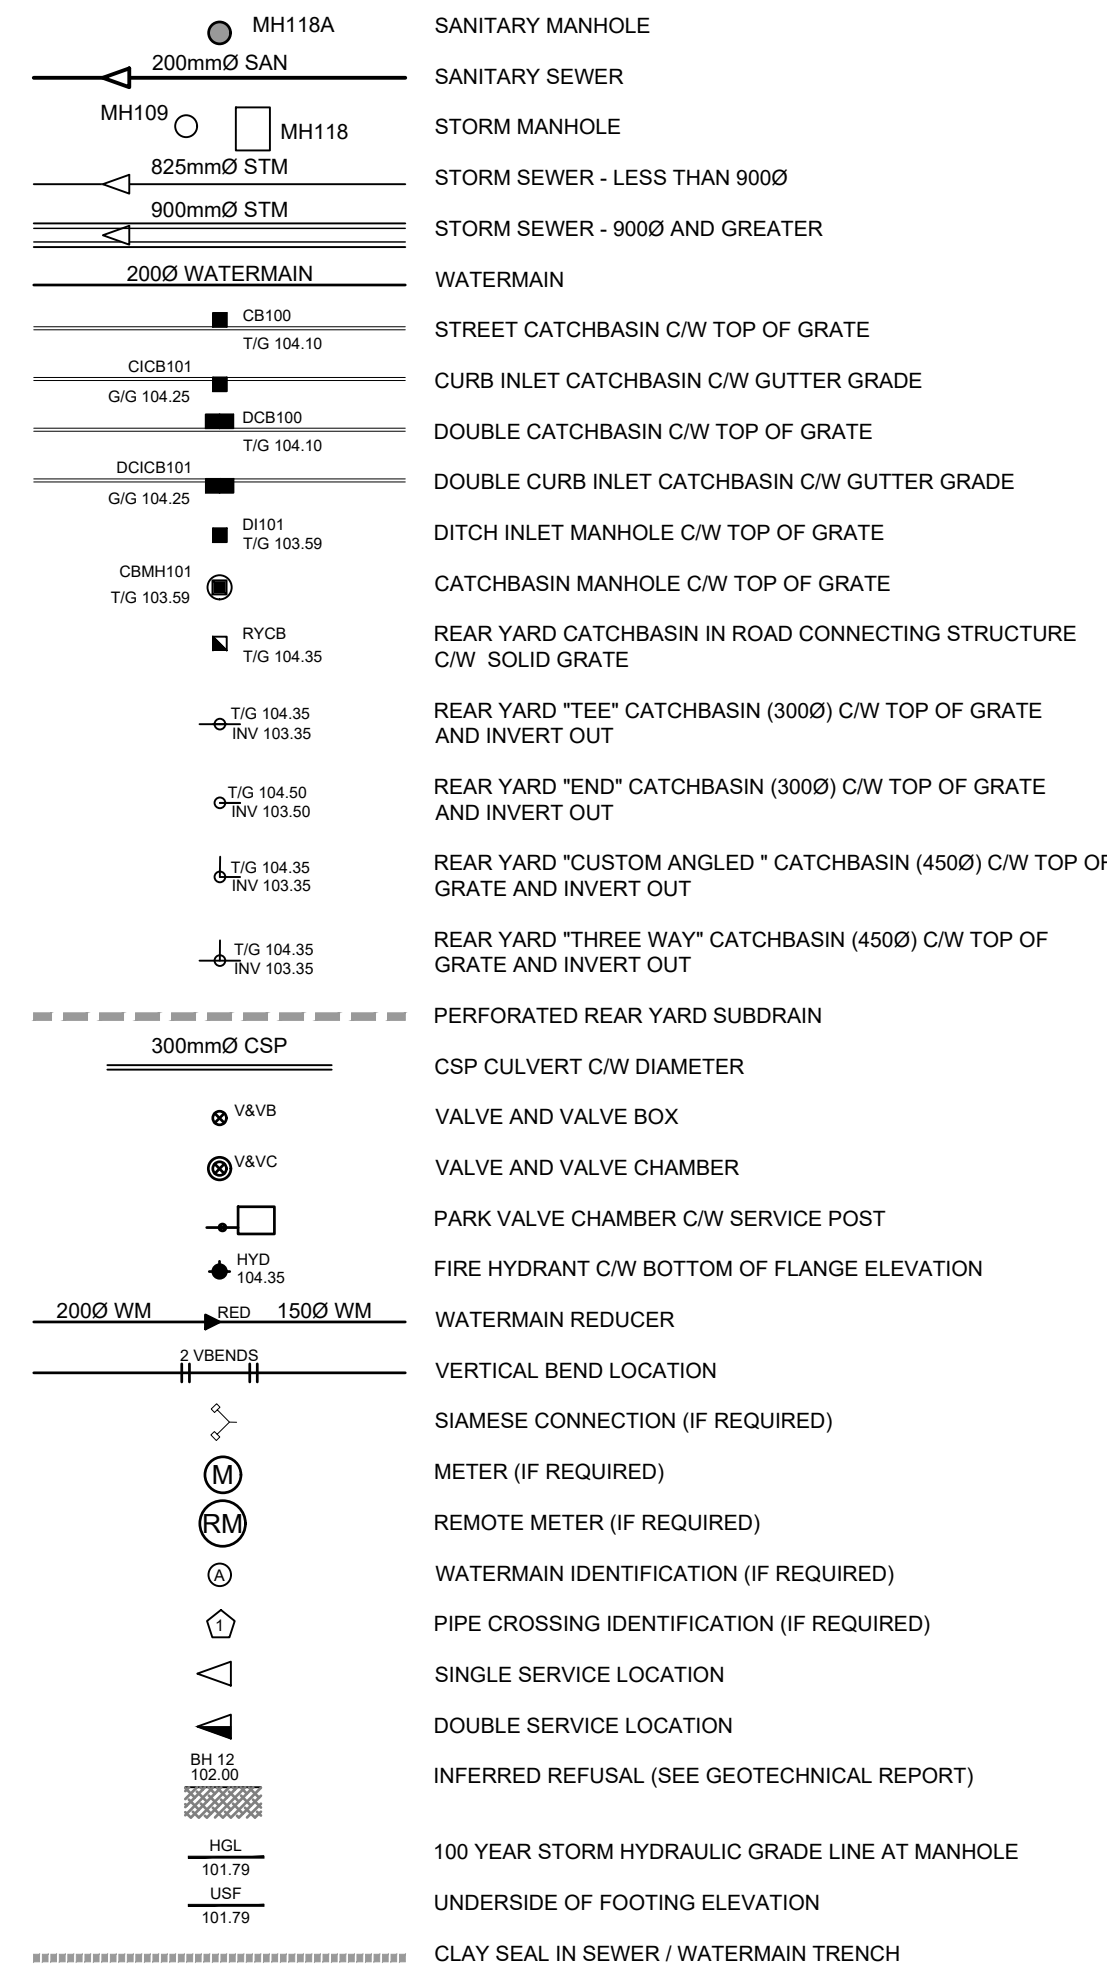 MH118A SANITARY MANHOLE
200mmØ SAN
SANITARY SEWER
MH109 MH118 STORM MANHOLE
825mmØ STM
STORM SEWER - LESS THAN 900Ø
900mmØ STM
STORM SEWER - 900Ø AND GREATER
200Ø WATERMAIN WATERMAIN
CB100
T/G 104.10
STREET CATCHBASIN C/W TOP OF GRATE
CICB101
G/G 104.25
CURB INLET CATCHBASIN C/W GUTTER GRADE
DCB100
T/G 104.10
DOUBLE CATCHBASIN C/W TOP OF GRATE
DCICB101
G/G 104.25
DOUBLE CURB INLET CATCHBASIN C/W GUTTER GRADE
DI101
T/G 103.59
DITCH INLET MANHOLE C/W TOP OF GRATE
CBMH101
T/G 103.59
CATCHBASIN MANHOLE C/W TOP OF GRATE
RYCB
T/G 104.35
REAR YARD CATCHBASIN IN ROAD CONNECTING STRUCTURE
C/W SOLID GRATE
T/G 104.35
INV 103.35
REAR YARD "TEE" CATCHBASIN (300Ø) C/W TOP OF GRATE
AND INVERT OUT
T/G 104.50
INV 103.50
REAR YARD "END" CATCHBASIN (300Ø) C/W TOP OF GRATE
AND INVERT OUT
T/G 104.35
INV 103.35
REAR YARD "CUSTOM ANGLED " CATCHBASIN (450Ø) C/W TOP OF
GRATE AND INVERT OUT
T/G 104.35
INV 103.35
REAR YARD "THREE WAY" CATCHBASIN (450Ø) C/W TOP OF
GRATE AND INVERT OUT
PERFORATED REAR YARD SUBDRAIN
300mmØ CSP
CSP CULVERT C/W DIAMETER
V&VB VALVE AND VALVE BOX
V&VC VALVE AND VALVE CHAMBER
PARK VALVE CHAMBER C/W SERVICE POST
HYD
104.35
FIRE HYDRANT C/W BOTTOM OF FLANGE ELEVATION
200Ø WM RED 150Ø WM
WATERMAIN REDUCER
2 VBENDS
VERTICAL BEND LOCATION
SIAMESE CONNECTION (IF REQUIRED)
M METER (IF REQUIRED)
RM REMOTE METER (IF REQUIRED)
A WATERMAIN IDENTIFICATION (IF REQUIRED)
1 PIPE CROSSING IDENTIFICATION (IF REQUIRED)
SINGLE SERVICE LOCATION
DOUBLE SERVICE LOCATION
BH 12
102.00
INFERRED REFUSAL (SEE GEOTECHNICAL REPORT)
HGL
101.79
100 YEAR STORM HYDRAULIC GRADE LINE AT MANHOLE
USF
101.79
UNDERSIDE OF FOOTING ELEVATION
CLAY SEAL IN SEWER / WATERMAIN TRENCH